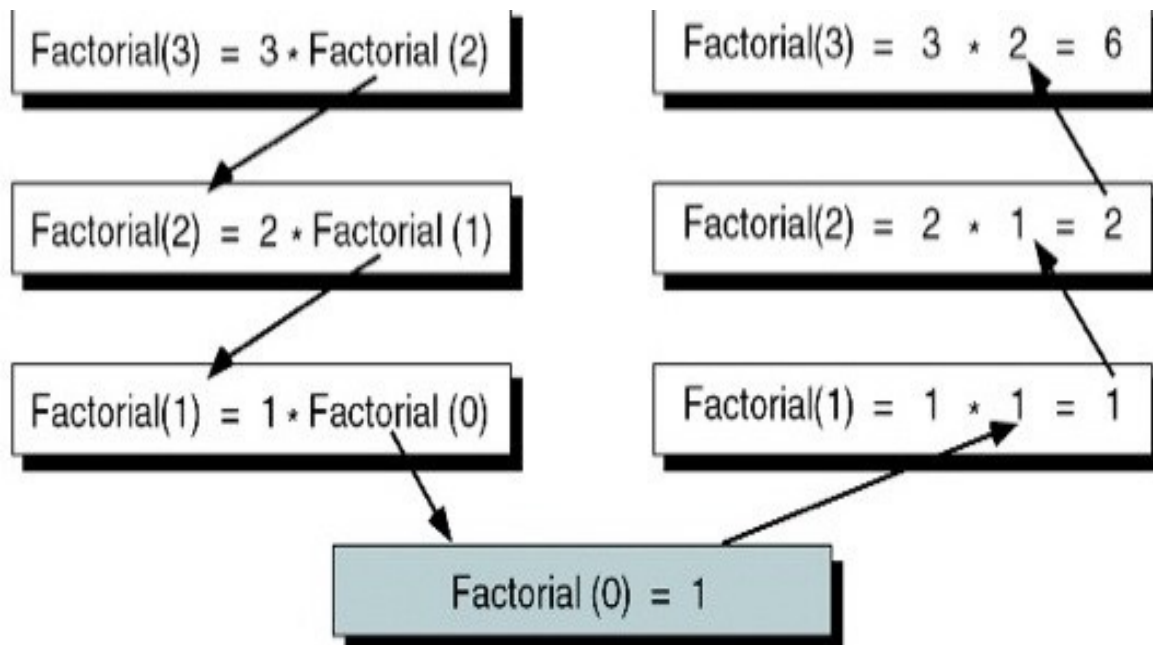 Factorial(3) = 3 * Factorial (2)
Factorial(2) = 2 * Factorial (1)
Factorial(1) = 1 * Factorial (0)
Factorial (0) = 1
Factorial(1) = 1 * 1 = 1
Factorial(2) = 2 * 1 = 2
Factorial(3) = 3 * 2 = 6